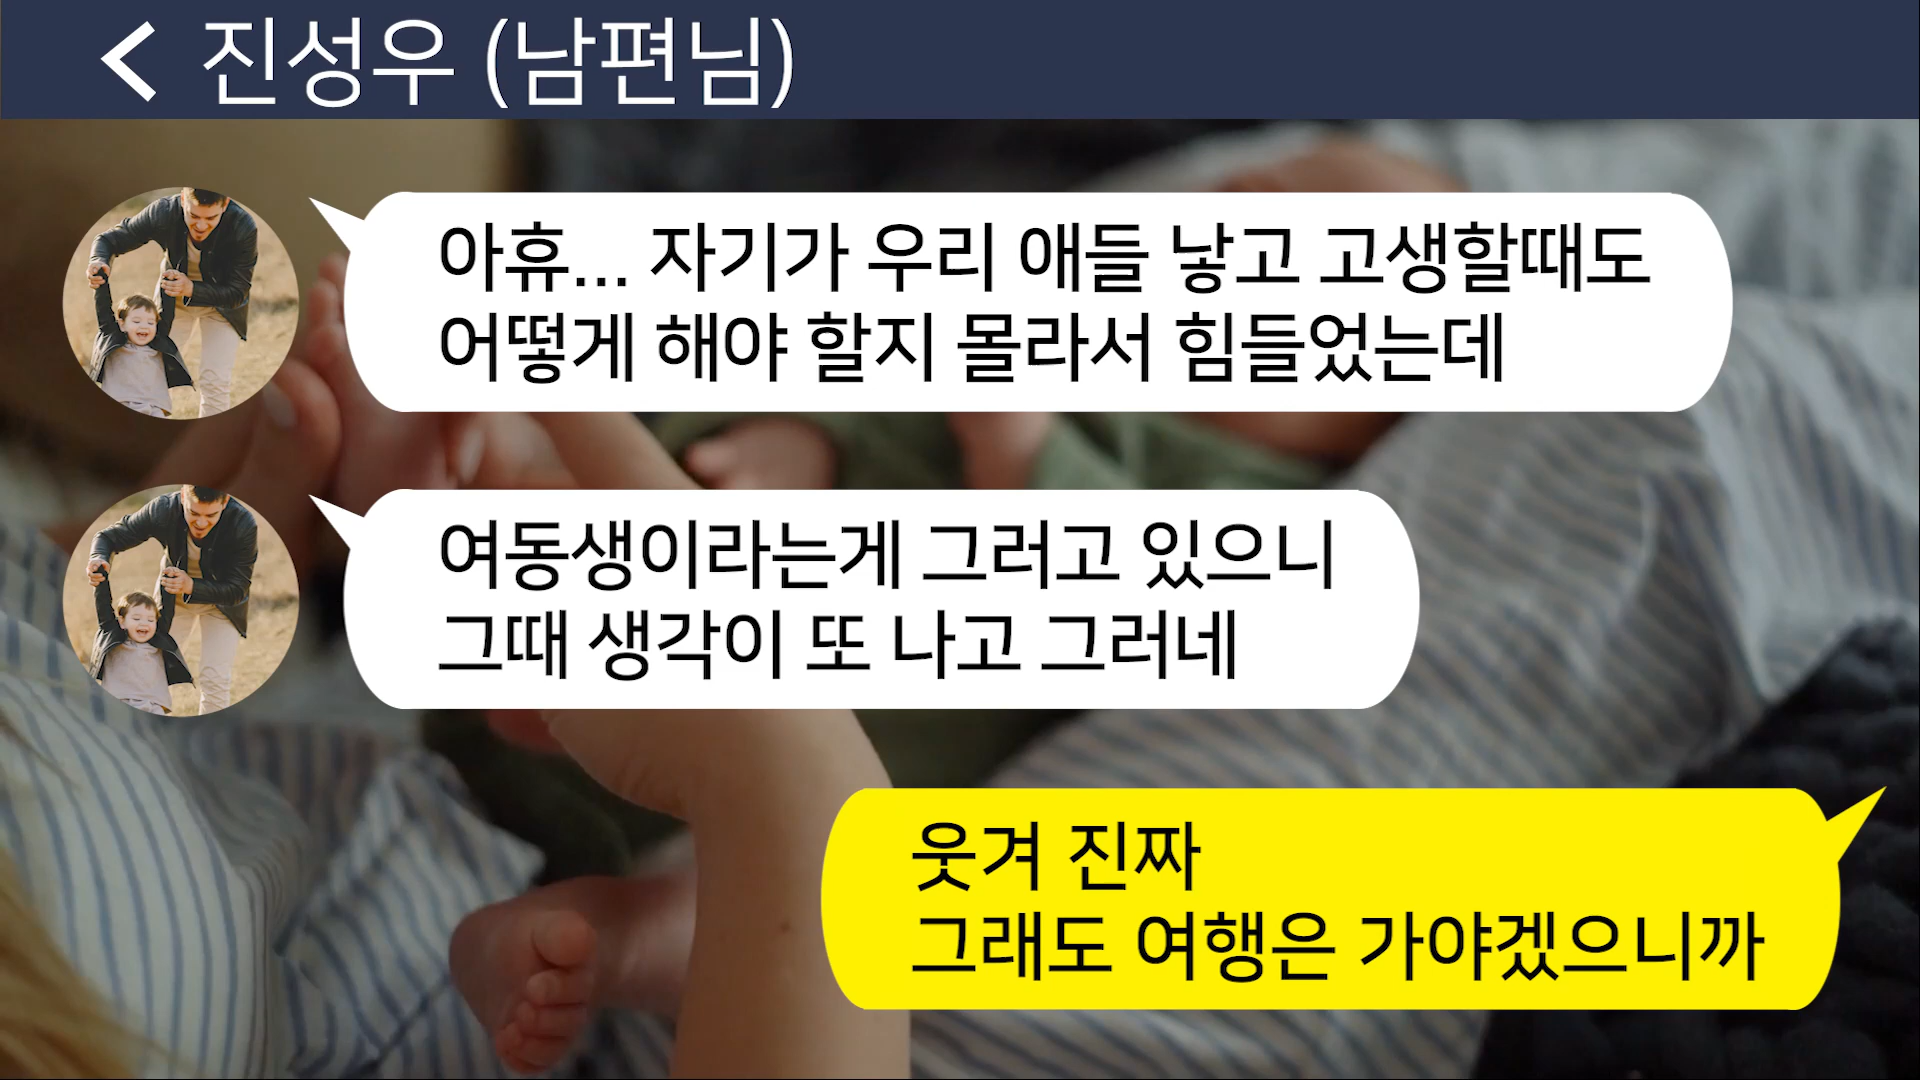 진성우 (남편님)
아휴... 자기가 우리 애들 낳고 고생할때도
어떻게 해야 할지 몰라서 힘들었는데
여동생이라는게 그러고 있으니
그때 생각이 또 나고 그러네
웃겨 진짜
그래도 여행은 가야겠으니까